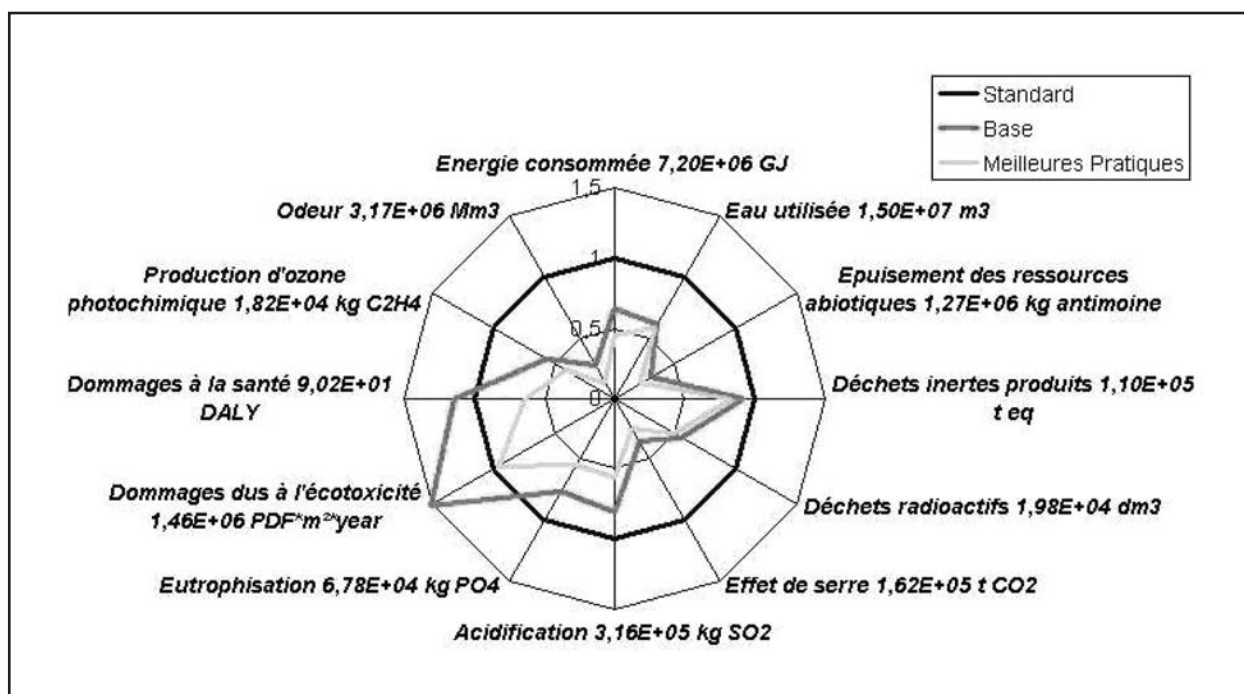 Standard
Base
Meilleures Pratiques
Energie consommée 7,20E+06 GJ
1,5
Odeur 3,17E+06 Mm3
Eau utilisée 1,50E+07 m3
1
Production d'ozone
photochimique 1,82E+04 kg C2H4
Epuisement des ressources
abiotiques 1,27E+06 kg antimoine
0,5
Dommages à la santé 9,02E+01
DALY
0
Déchets inertes produits 1,10E+05
t eq
Dommages dus à l'écotoxicité
1,46E+06 PDF*m²*year
Déchets radioactifs 1,98E+04 dm3
Eutrophisation 6,78E+04 kg PO4
Effet de serre 1,62E+05 t CO2
Acidification 3,16E+05 kg SO2